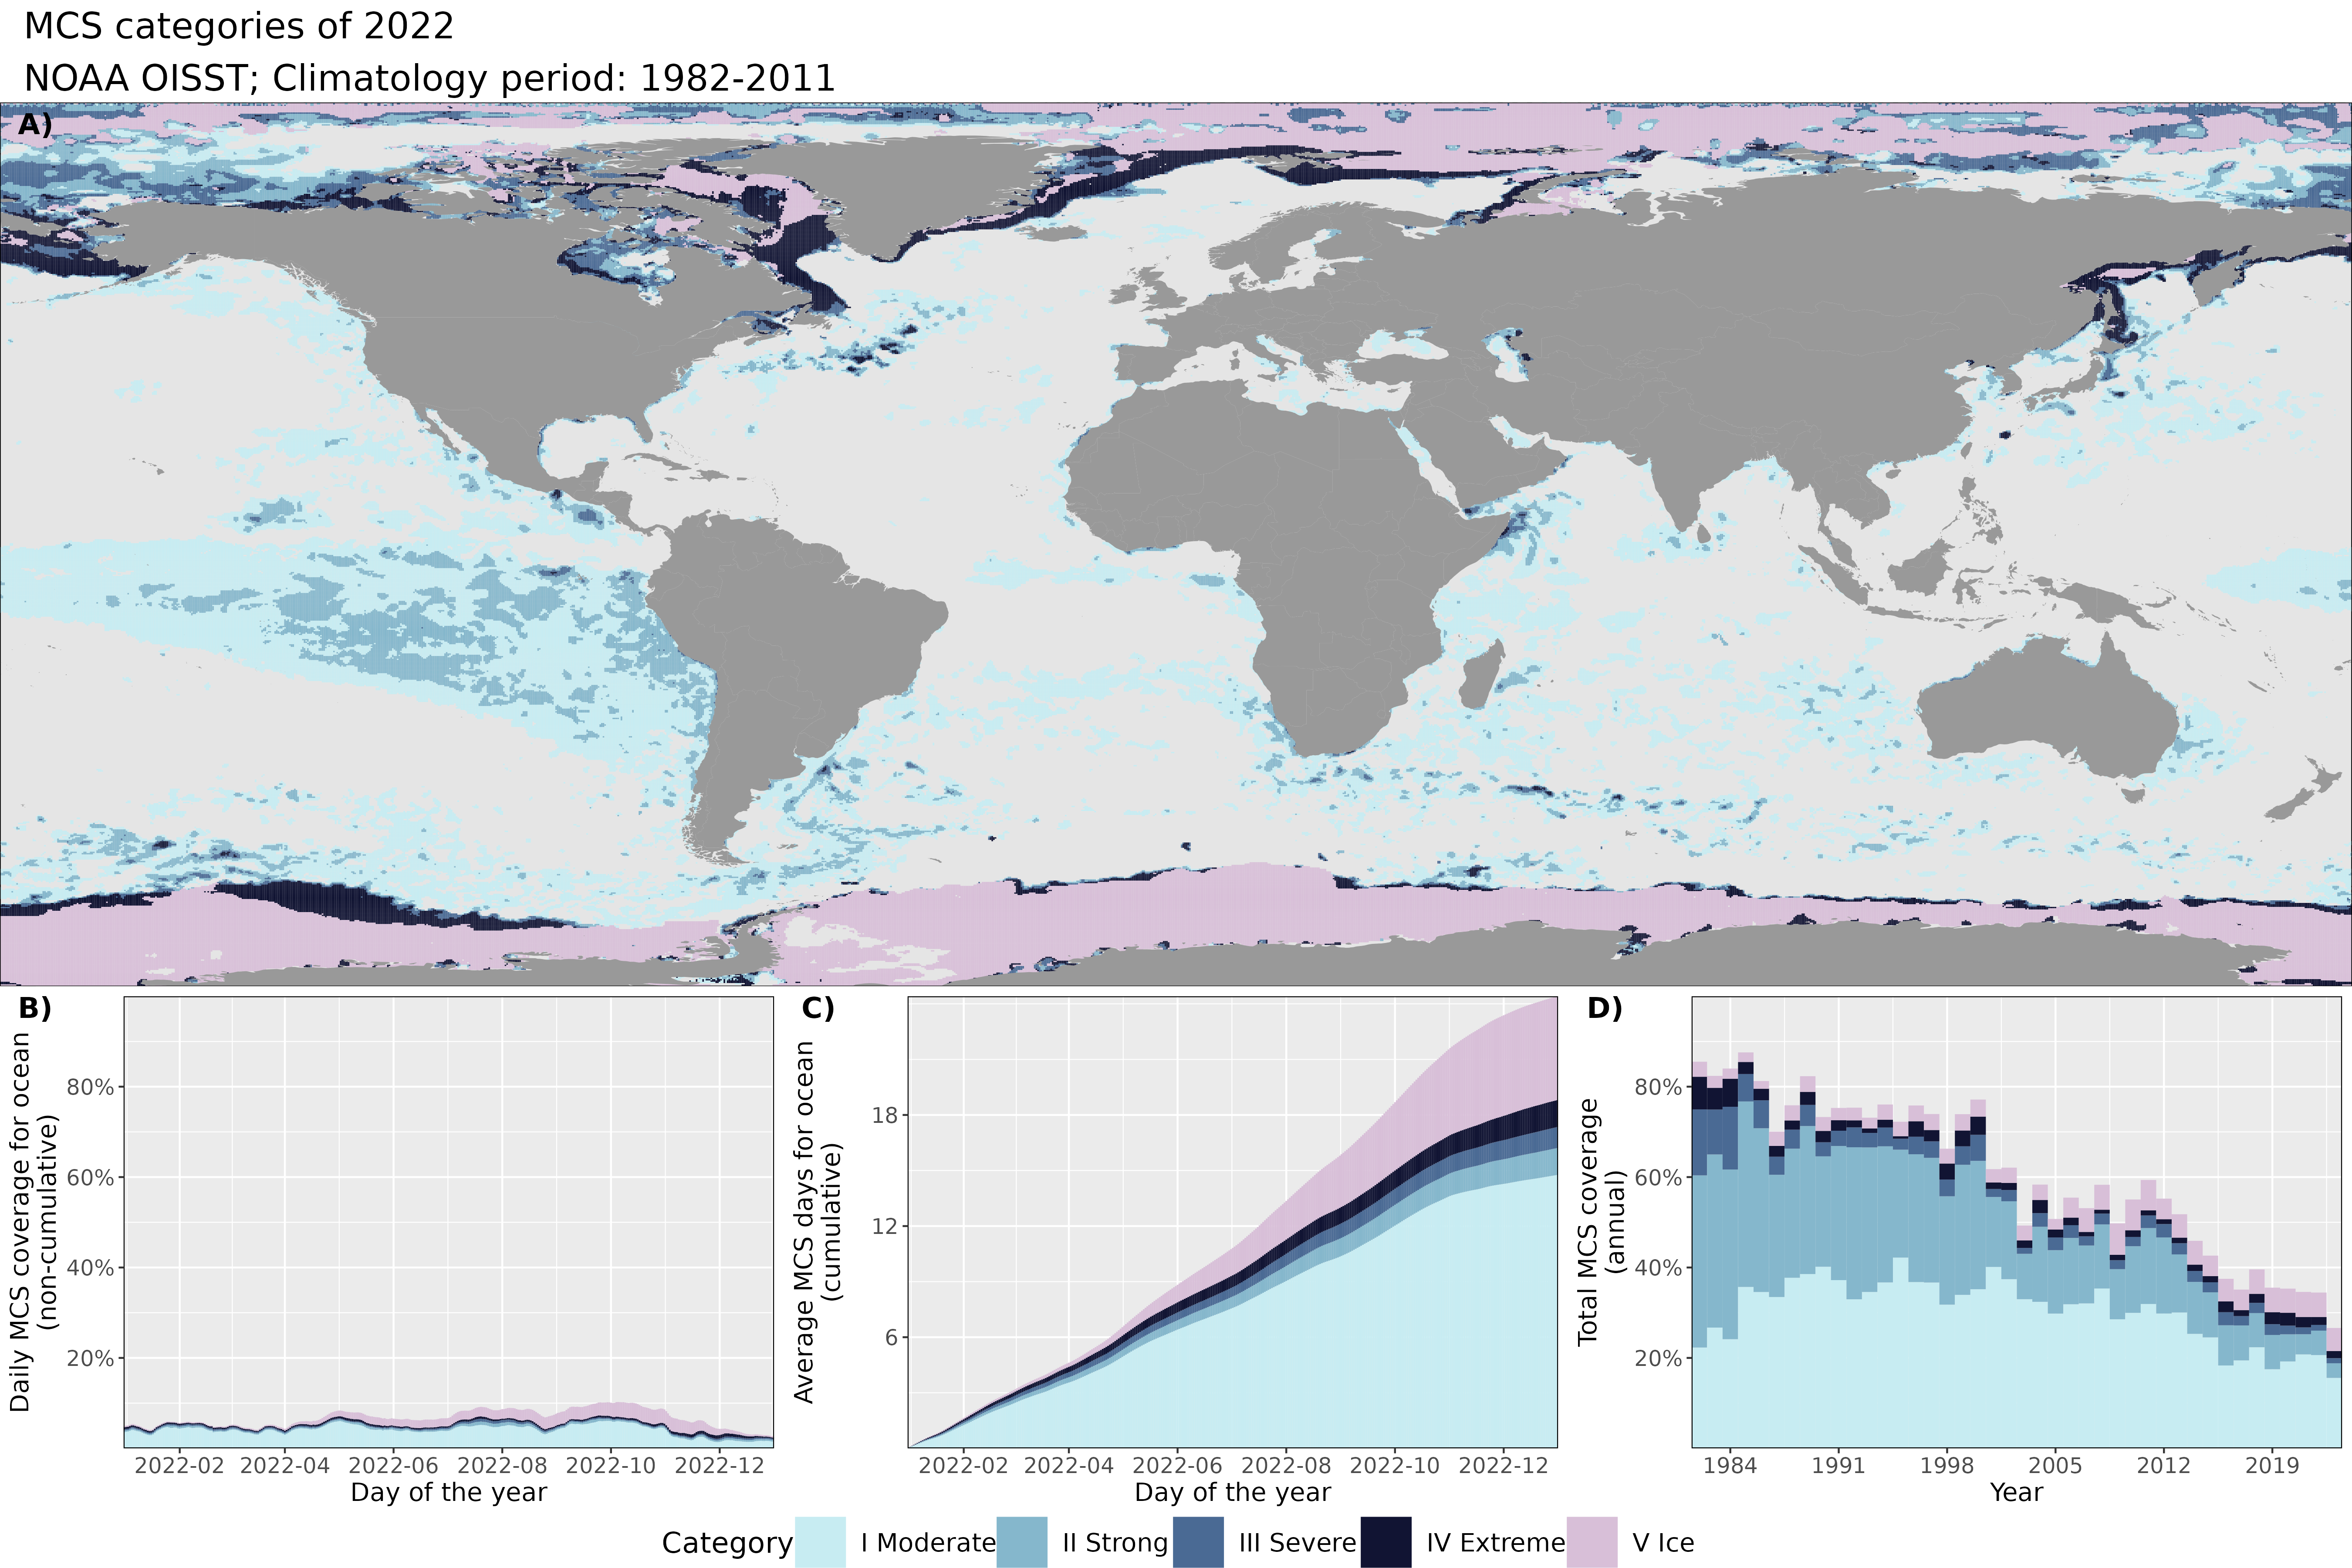 MCS categories of 2022
NOAA OISST; Climatology period: 1982-2011
A)
B)
Daily MCS coverage for ocean
(non-cumulative)
80%
60%
40%
20%
2022-02 2022-04 2022-06 2022-08 2022-10 2022-12
Day of the year
C)
Average MCS days for ocean
(cumulative)
18
12
6
2022-02 2022-04 2022-06 2022-08 2022-10 2022-12
Day of the year
D)
Total MCS coverage
(annual)
80%
60%
40%
20%
1984 1991 1998 2005 2012 2019
Year
Category I Moderate II Strong III Severe IV Extreme V Ice